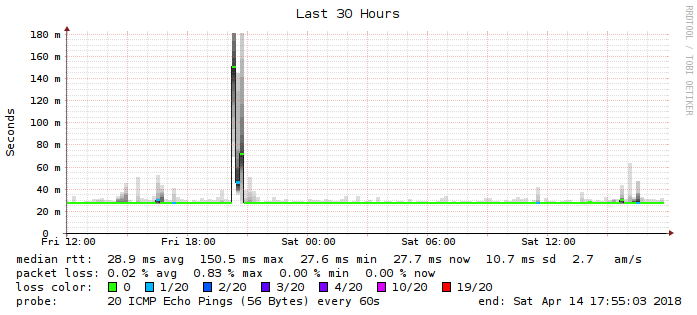 Last 30 Hours
RRDTOOL / TOBI OETIKER
Seconds
180 m
160 m
140 m
120 m
100 m
80 m
60 m
40 m
20 m
0
Fri 12:00 Fri 18:00 Sat 00:00 Sat 06:00 Sat 12:00
median rtt: 28.9 ms avg 150.5 ms max 27.6 ms min 27.7 ms now 10.7 ms sd 2.7 am/s
packet loss: 0.02 % avg 0.83 % max 0.00 % min 0.00 % now
loss color: 0 1/20 2/20 3/20 4/20 10/20 19/20
probe: 20 ICMP Echo Pings (56 Bytes) every 60s end: Sat Apr 14 17:55:03 2018